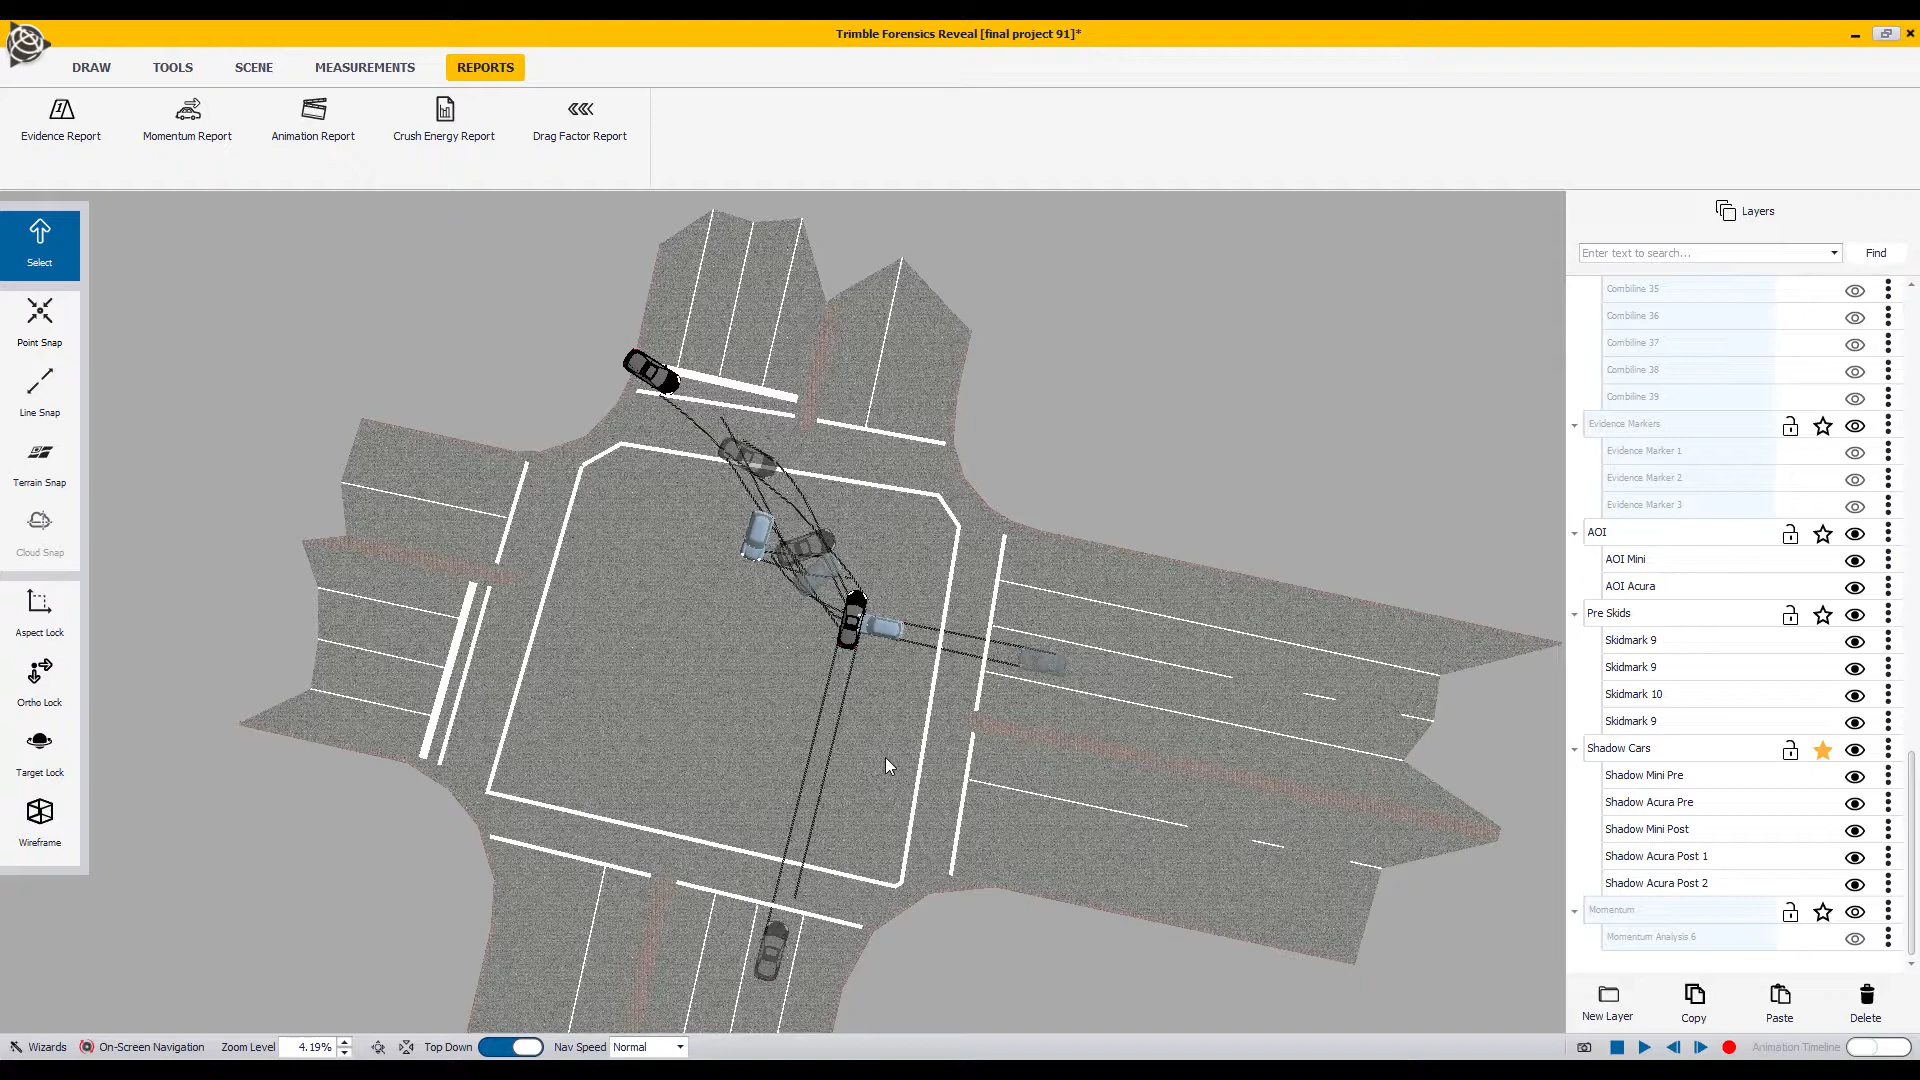 Trimble Forensics Reveal [final project 91]*
DRAW
TOOLS
SCENE
MEASUREMENTS
REPORTS
Evidence Report
Momentum Report
Animation Report
Crush Energy Report
Drag Factor Report
Select
Point Snap
Line Snap
Terrain Snap
Cloud Snap
Aspect Lock
Ortho Lock
Target Lock
Wireframe
Layers
Enter text to search...
Find
Combiline 35
Combiline 36
Combiline 37
Combiline 38
Combiline 39
Evidence Markers
Evidence Marker 1
Evidence Marker 2
Evidence Marker 3
AOI
AOI Mini
AOI Acura
Pre Skids
Skidmark 9
Skidmark 9
Skidmark 10
Skidmark 9
Shadow Cars
Shadow Mini Pre
Shadow Acura Pre
Shadow Mini Post
Shadow Acura Post 1
Shadow Acura Post 2
Momentum
Momentum Analysis 6
New Layer
Copy
Paste
Delete
Wizards
On-Screen Navigation
Zoom Level
4.19%
Top Down
Nav Speed
Normal
Animation Timeline